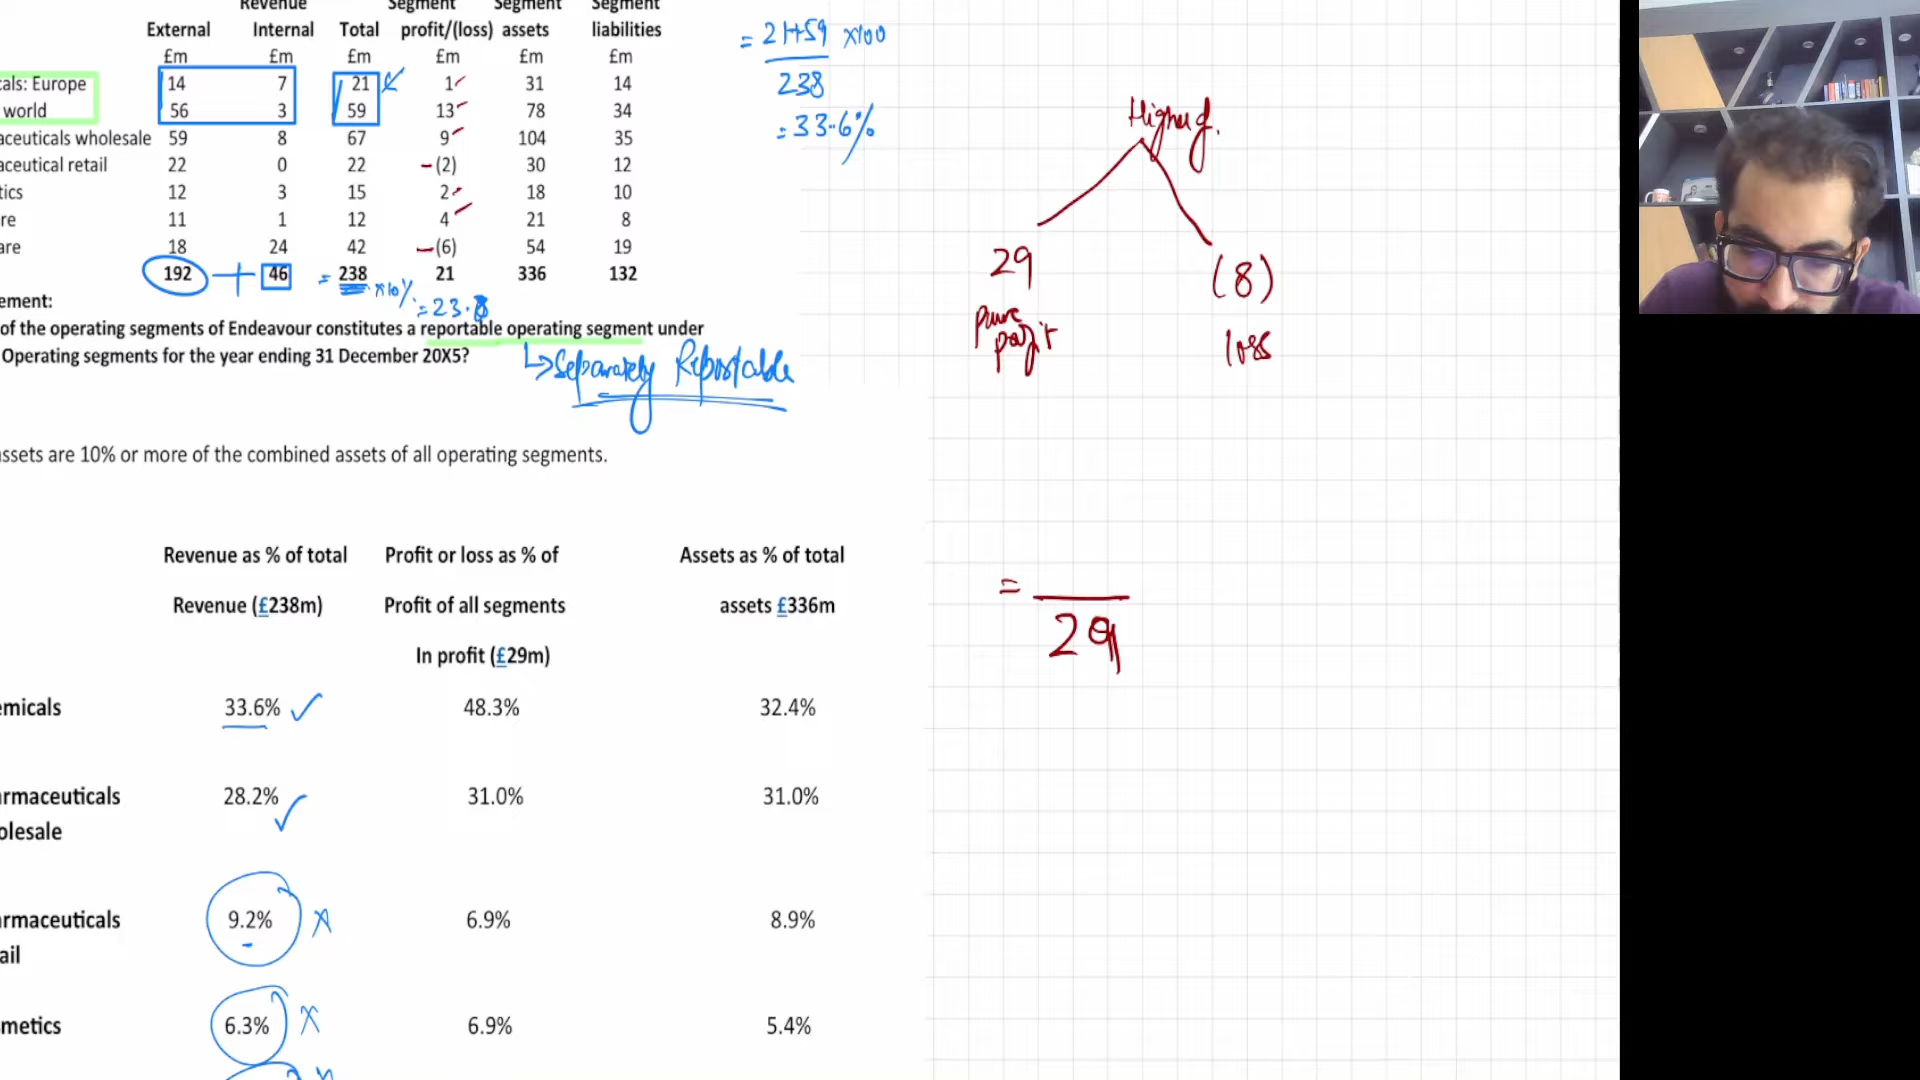 Revenue Segment Segment Segment
External Internal Total profit/(loss) assets liabilities
£m £m £m £m £m £m
cals: Europe 14 7 21 1 31 14
world 56 3 59 13 78 34
aceuticals wholesale 59 8 67 9 104 35
aceutical retail 22 0 22 -(2) 30 12
tics 12 3 15 2 18 10
re 11 1 12 4 21 8
are 18 24 42 -(6) 54 19
192 + 46 = 238 21 336 132
x10% = 23.8
ement:
of the operating segments of Endeavour constitutes a reportable operating segment under
Operating segments for the year ending 31 December 20X5?
↳ Separately Reportable
assets are 10% or more of the combined assets of all operating segments.
Revenue as % of total Profit or loss as % of Assets as % of total
Revenue (£238m) Profit of all segments assets £336m
In profit (£29m)
emicals 33.6% ✓ 48.3% 32.4%
armaceuticals 28.2% ✓ 31.0% 31.0%
olesale
armaceuticals 9.2% x 6.9% 8.9%
ail
metics 6.3% x 6.9% 5.4%
= 21+59 x100
238
= 33.6%
Higher of.
29 (8)
pure profit loss
=
29